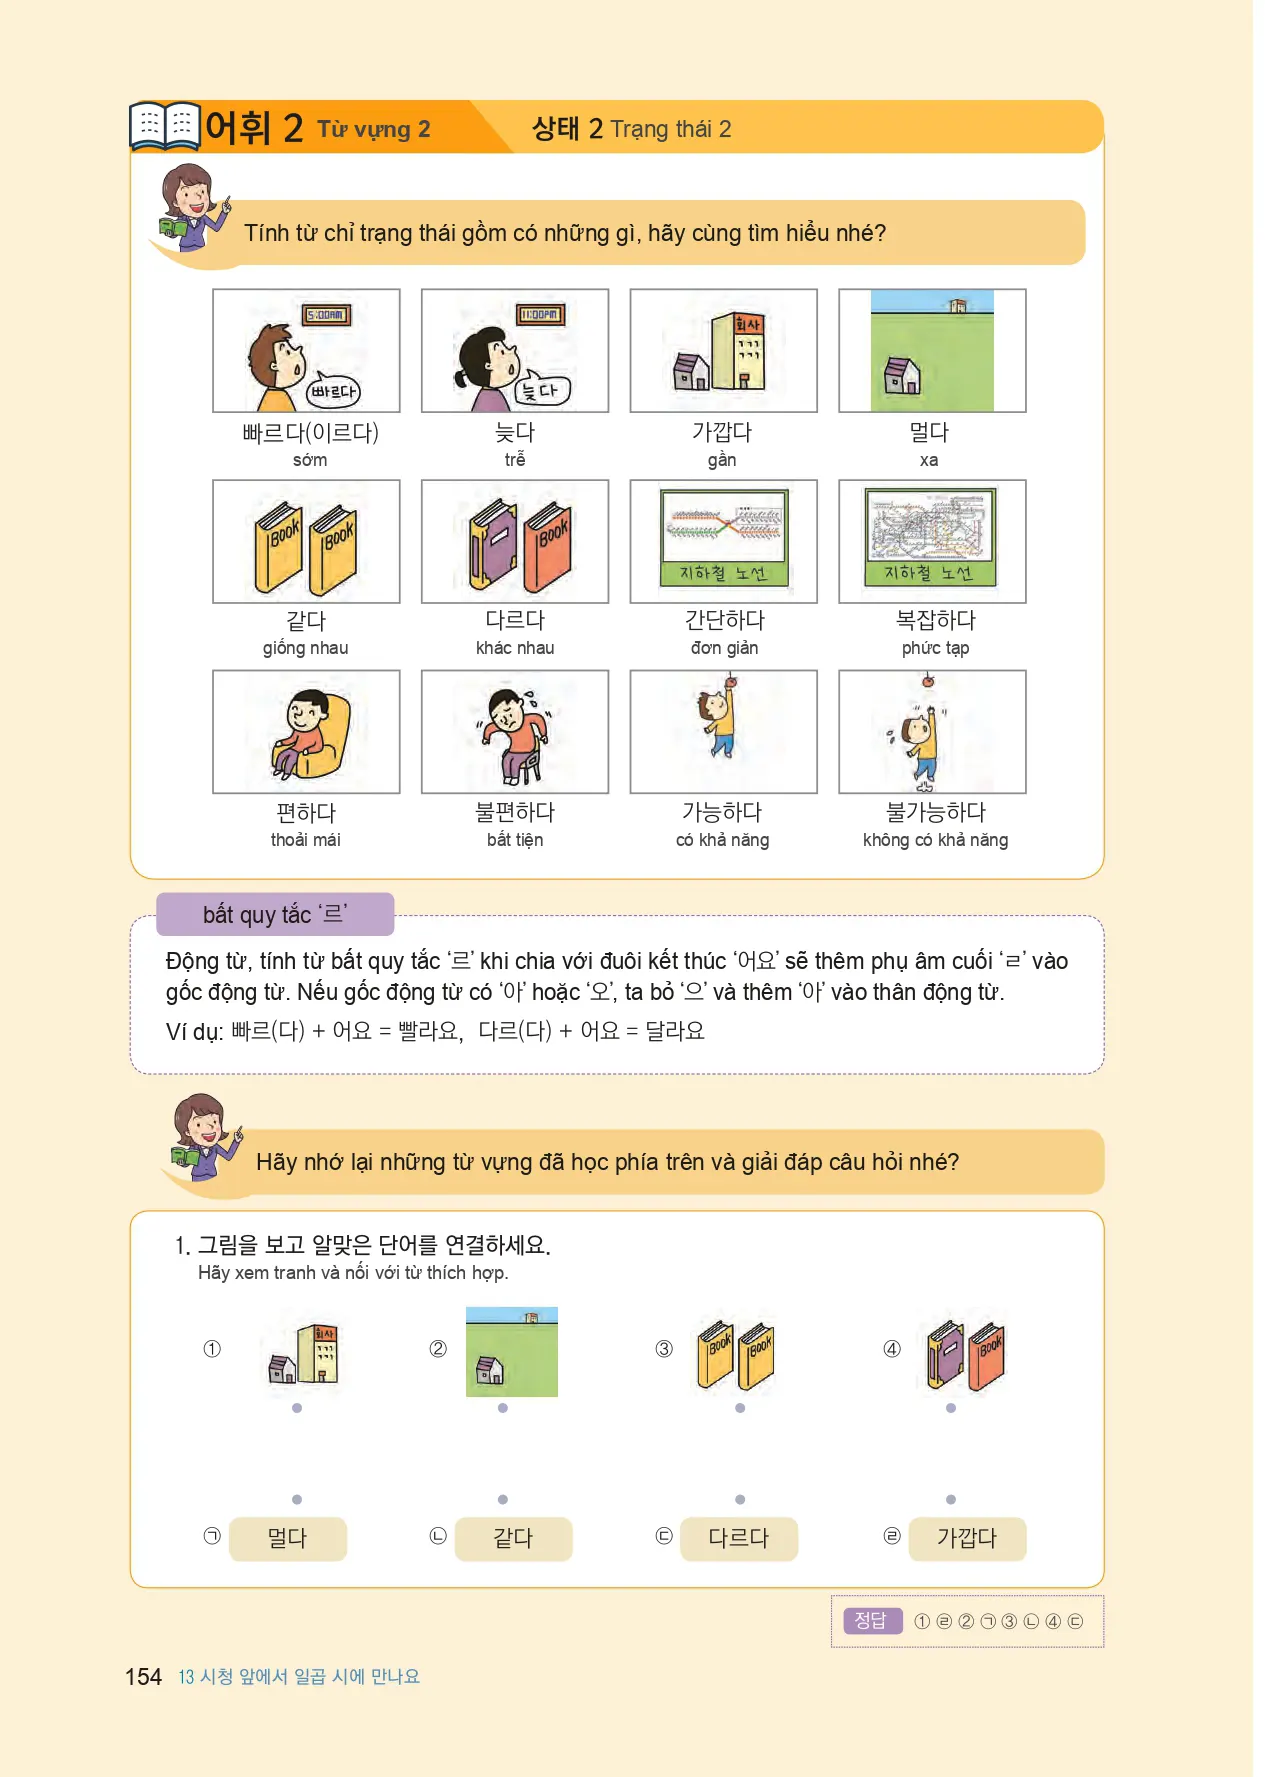 어휘 2 Từ vựng 2 상태 2 Trạng thái 2
Tính từ chỉ trạng thái gồm có những gì, hãy cùng tìm hiểu nhé?
5:00AM 11:00PM 회사
빠르다 늦다
빠르다(이르다) 늦다 가깝다 멀다
sớm trễ gần xa
BOOK BOOK BOOK 지하철 노선 지하철 노선
같다 다르다 간단하다 복잡하다
giống nhau khác nhau đơn giản phức tạp
편하다 불편하다 가능하다 불가능하다
thoải mái bất tiện có khả năng không có khả năng
bất quy tắc ‘르’
Động từ, tính từ bất quy tắc ‘르’ khi chia với đuôi kết thúc ‘어요’ sẽ thêm phụ âm cuối ‘ㄹ’ vào
gốc động từ. Nếu gốc động từ có ‘아’ hoặc ‘오’, ta bỏ ‘으’ và thêm ‘아’ vào thân động từ.
Ví dụ: 빠르(다) + 어요 = 빨라요, 다르(다) + 어요 = 달라요
Hãy nhớ lại những từ vựng đã học phía trên và giải đáp câu hỏi nhé?
1. 그림을 보고 알맞은 단어를 연결하세요.
Hãy xem tranh và nối với từ thích hợp.
① 회사 ② ③ BOOK BOOK ④ BOOK
㉠ 멀다 ㉡ 같다 ㉢ 다르다 ㉣ 가깝다
정답 ① ㉣ ② ㉠ ③ ㉡ ④ ㉢
154 13 시청 앞에서 일곱 시에 만나요